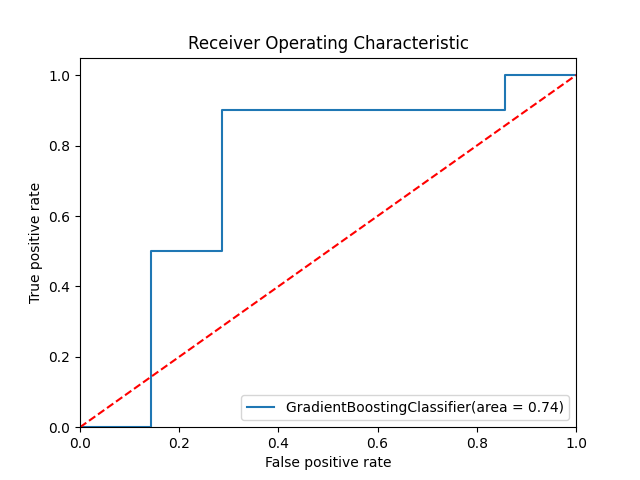 Receiver Operating Characteristic
True positive rate
1.0
0.8
0.6
0.4
0.2
0.0
GradientBoostingClassifier(area = 0.74)
0.0 0.2 0.4 0.6 0.8 1.0
False positive rate